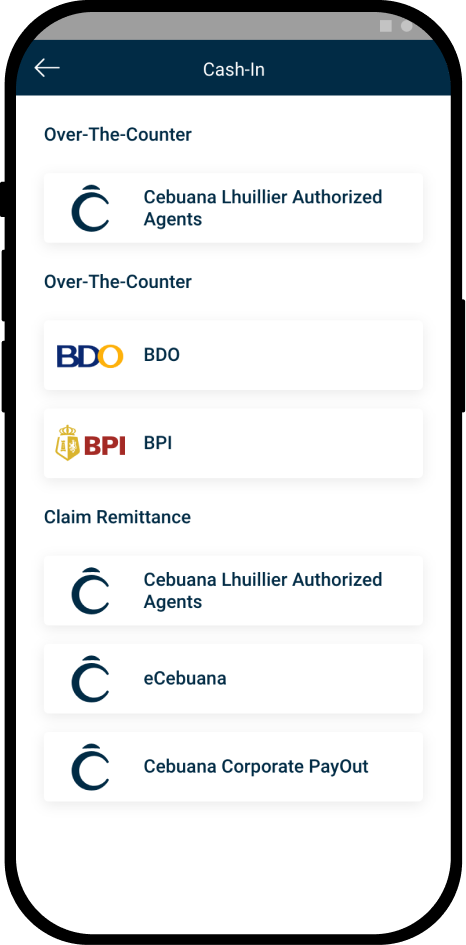 Cash-In
Over-The-Counter
Cebuana Lhuillier Authorized
Agents
Over-The-Counter
BDO BDO
BPI BPI
Claim Remittance
Cebuana Lhuillier Authorized
Agents
eCebuana
Cebuana Corporate PayOut